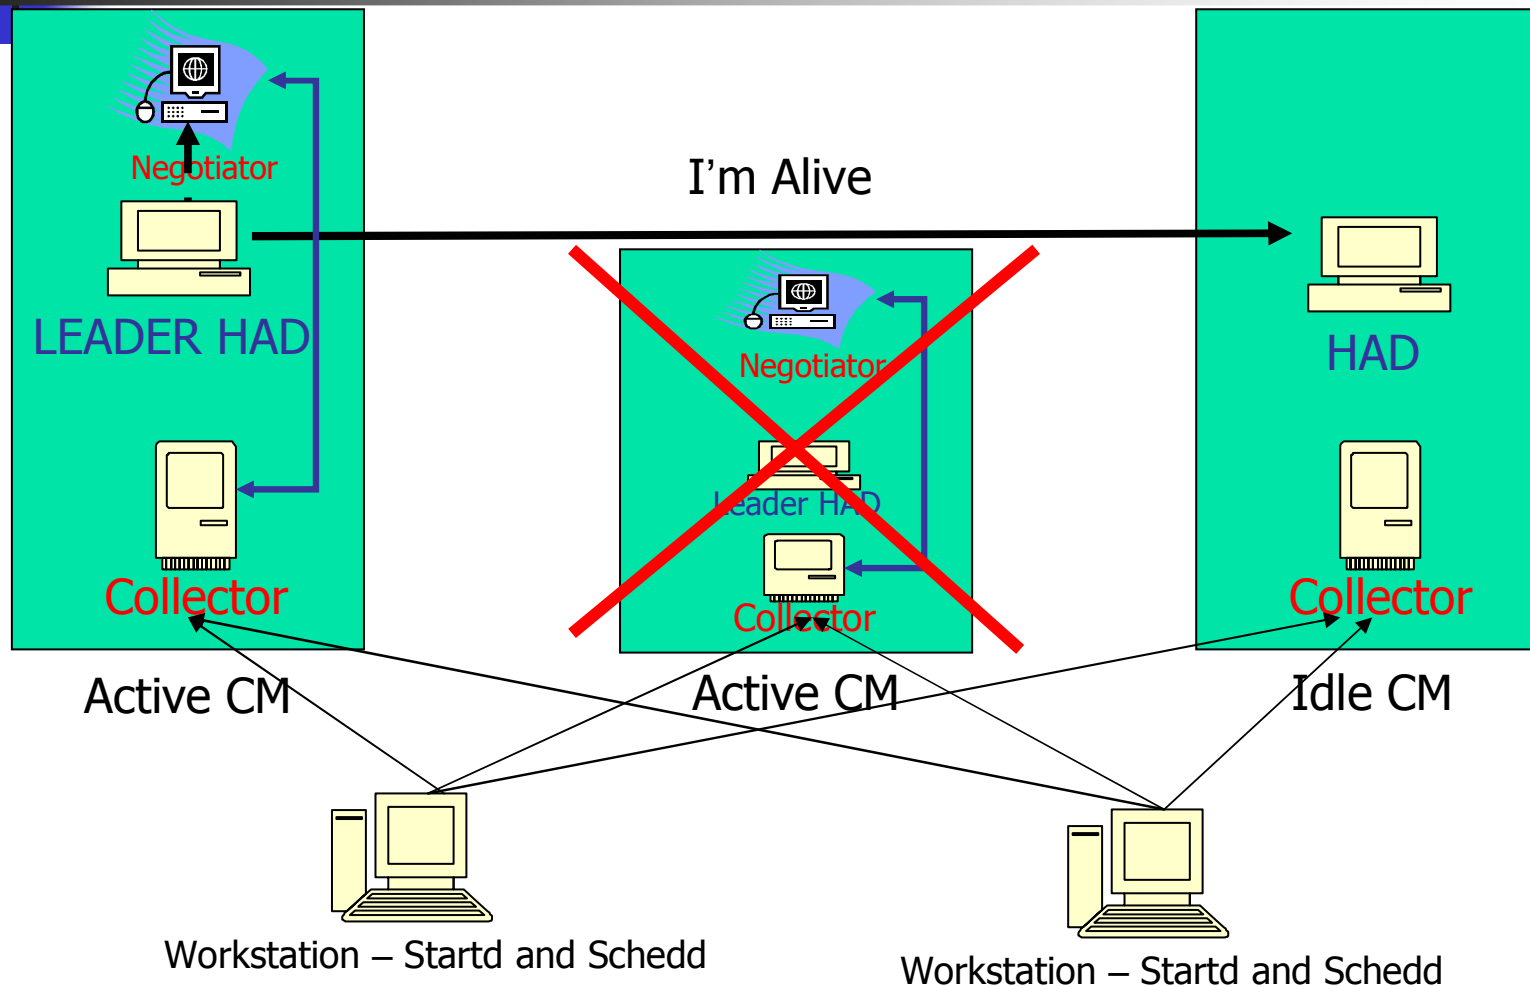 Negotiator
I'm Alive
LEADER HAD
Negotiator
HAD
Leader HAD
Collector
Collector
Collector
Active CM
Active CM
Idle CM
Workstation – Startd and Schedd
Workstation – Startd and Schedd